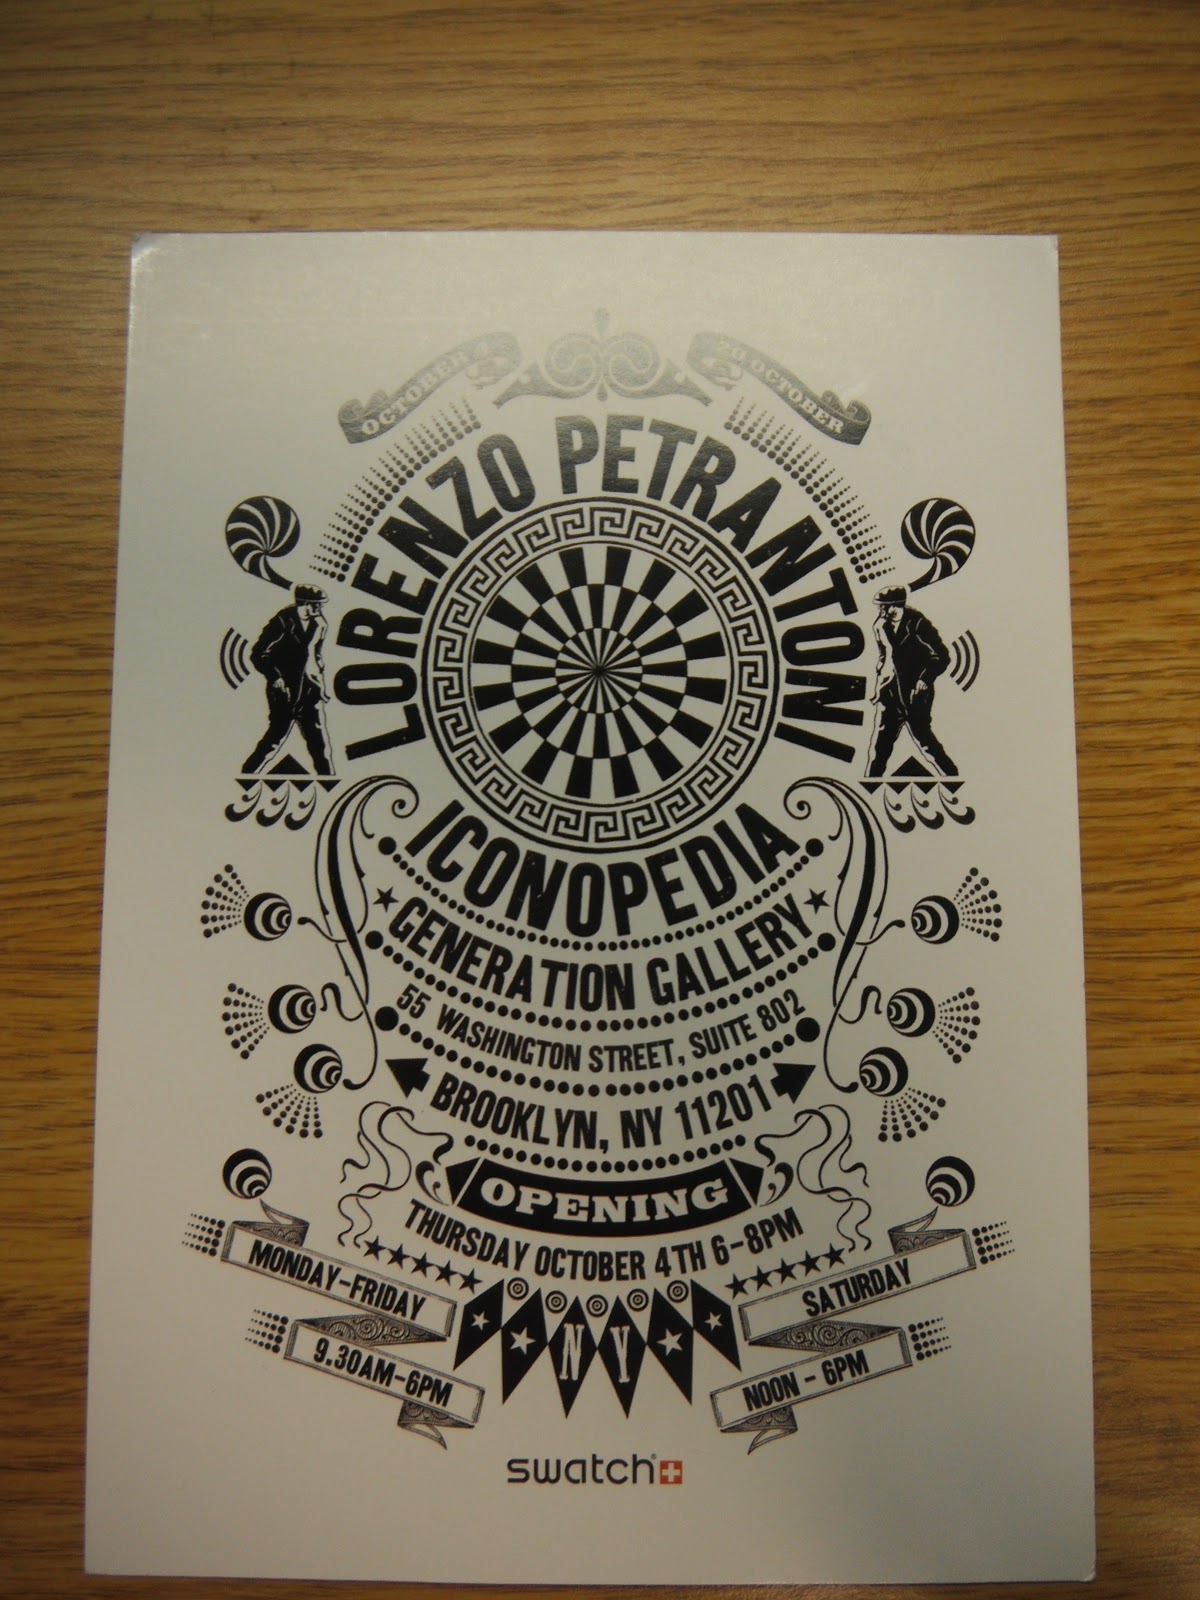 OCTOBER 4
20 OCTOBER
LORENZO PETRANTONI
ICONOPEDIA
GENERATION GALLERY
55 WASHINGTON STREET, SUITE 802
BROOKLYN, NY 11201
OPENING
THURSDAY OCTOBER 4TH 6-8PM
MONDAY-FRIDAY
9.30AM-6PM
SATURDAY
NOON - 6PM
NY
swatch®